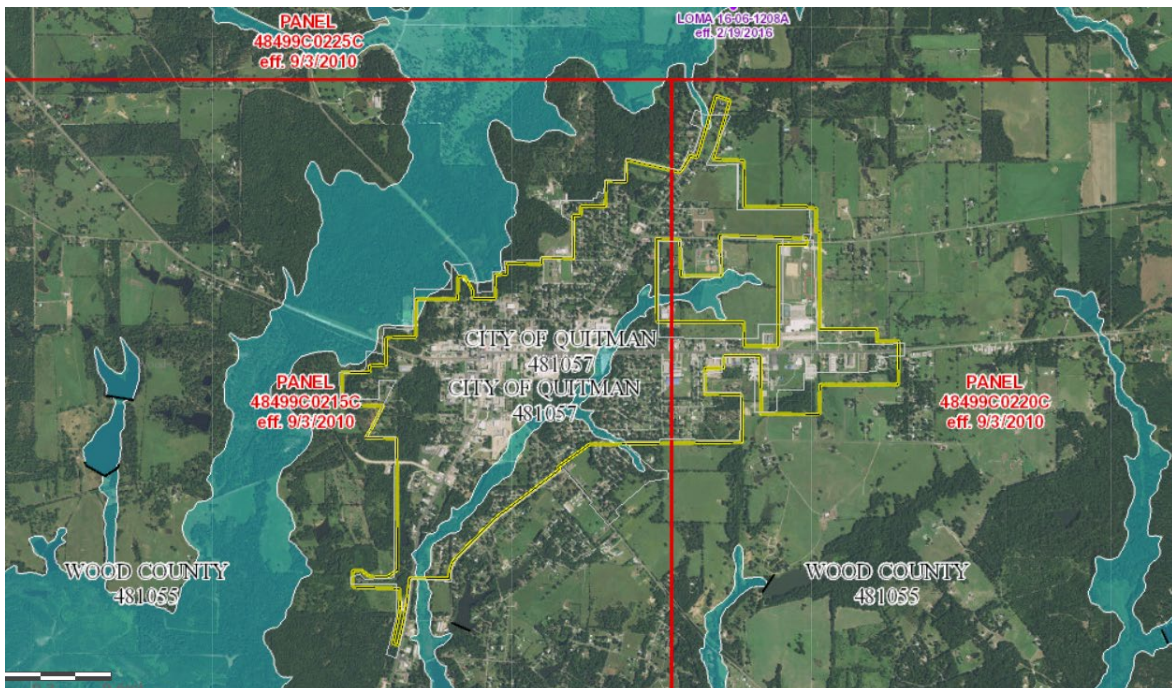 PANEL
48499C0225C
eff. 9/3/2010
LOMA 16-06-1208A
eff. 2/19/2016
CITY OF QUITMAN
481057
CITY OF QUITMAN
481057
PANEL
48499C0215C
eff. 9/3/2010
PANEL
48499C0220C
eff. 9/3/2010
WOOD COUNTY
481055
WOOD COUNTY
481055